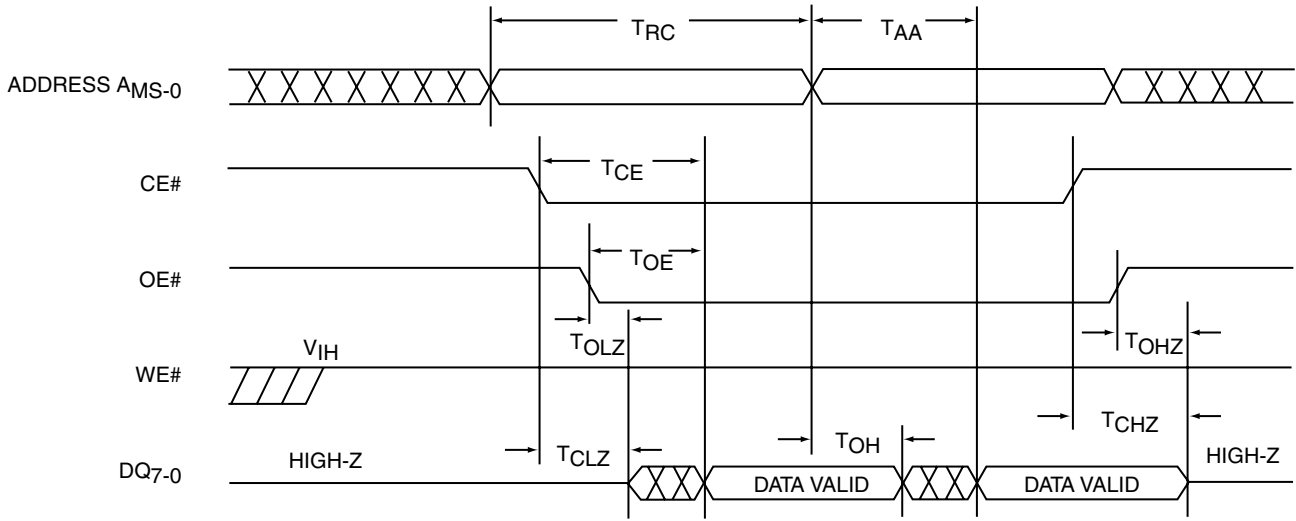 TRC TAA
ADDRESS AMS-0
TCE
CE#
TOE
OE#
TOLZ TOHZ
VIH
WE#
TCHZ
TCLZ TOH
HIGH-Z HIGH-Z
DQ7-0
DATA VALID DATA VALID